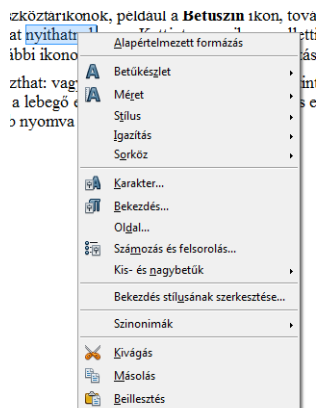 szköztárikonok, például a Betűszín ikon, tová
at nyithat
Alapértelmezett formázás
Betűkészlet
Méret
Stílus
Igazítás
Sorköz
Karakter...
Bekezdés...
Oldal...
Számozás és felsorolás...
Kis- és nagybetűk
Bekezdés stílusának szerkesztése...
Szinonimák
Kivágás
Másolás
Beillesztés
ábbi ikono
zthat: vagy
a lebegő e
o nyomva